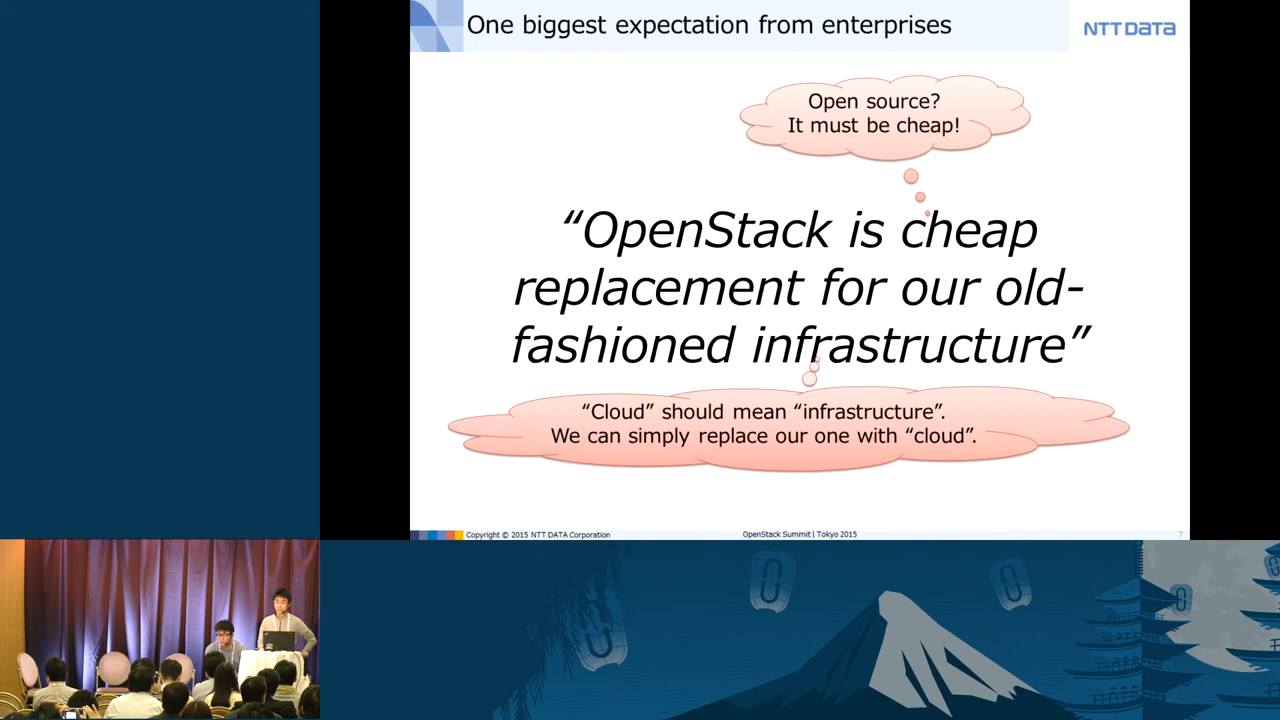 One biggest expectation from enterprises
NTT DATA
Open source?
It must be cheap!
“OpenStack is cheap
replacement for our old-
fashioned infrastructure”
“Cloud” should mean “infrastructure”.
We can simply replace our one with “cloud”.
Copyright © 2015 NTT DATA Corporation
OpenStack Summit | Tokyo 2015
7